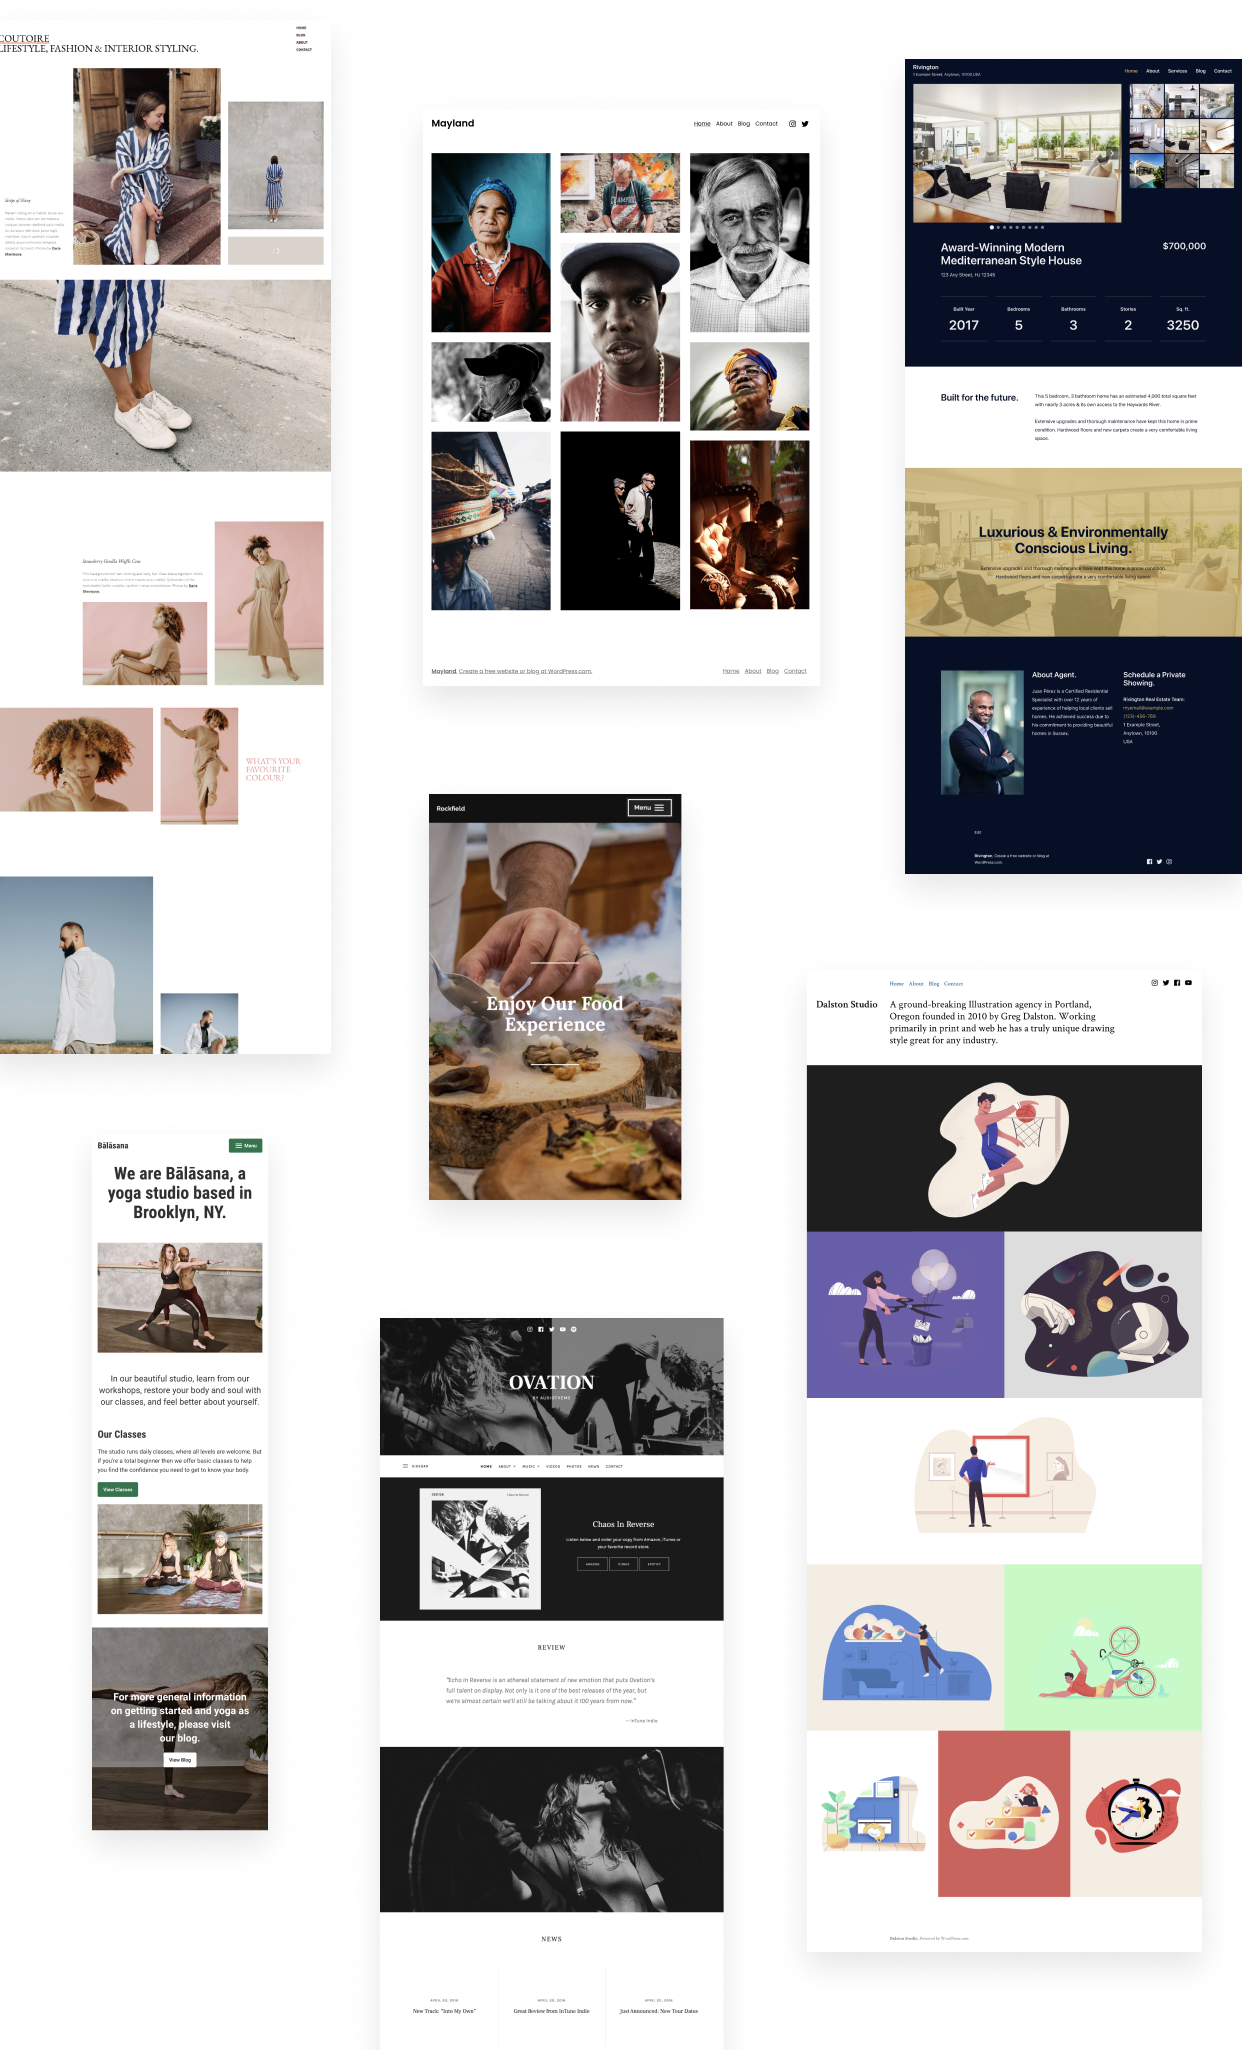 COUTOIRE
LIFESTYLE, FASHION & INTERIOR STYLING.
HOME
BLOG
ABOUT
CONTACT
Strips of Navy
Strawberry Vanilla Waffle Cone
WHAT'S YOUR
FAVOURITE
COLOUR?
Mayland
Home About Blog Contact
Mayland. Create a free website or blog at WordPress.com.
Home About Blog Contact
Rivington
1 Example Street, Anytown, 10100 USA
Home About Services Blog Contact
Award-Winning Modern
Mediterranean Style House
$700,000
123 Any Street, HJ 12345
Built Year Bedrooms Bathrooms Stories Sq. ft.
2017 5 3 2 3250
Built for the future.
This 5 bedroom, 3 bathroom home has an estimated 4,000 total square feet
with nearly 3 acres & its own access to the Haywards River.
Extensive upgrades and thorough maintenance have kept this home in prime
condition. Hardwood floors and new carpets create a very comfortable living
space.
Luxurious & Environmentally
Conscious Living.
Extensive upgrades and thorough maintenance have kept this home in prime condition.
Hardwood floors and new carpets create a very comfortable living space.
About Agent.
Juan Pérez is a Certified Residential
Specialist with over 12 years of
experience of helping local clients sell
homes. He achieved success due to
his commitment to providing beautiful
homes in Sussex.
Schedule a Private
Showing.
Rivington Real Estate Team:
myemail@example.com
(123)-456-789
1 Example Street,
Anytown, 10100
USA
Rivington. Create a free website or blog at
WordPress.com.
Rockfield
Menu
Enjoy Our Food
Experience
Home About Blog Contact
Dalston Studio
A ground-breaking Illustration agency in Portland,
Oregon founded in 2010 by Greg Dalston. Working
primarily in print and web he has a truly unique drawing
style great for any industry.
Dalston Studio. Powered by WordPress.com.
Bālāsana
Menu
We are Bālāsana, a
yoga studio based in
Brooklyn, NY.
In our beautiful studio, learn from our
workshops, restore your body and soul with
our classes, and feel better about yourself.
Our Classes
The studio runs daily classes, where all levels are welcome. But
if you're a total beginner then we offer basic classes to help
you find the confidence you need to get to know your body.
View Classes
For more general information
on getting started and yoga as
a lifestyle, please visit
our blog.
View Blog
OVATION
BY AUDIOTHEME
SIDEBAR
HOME ABOUT MUSIC VIDEOS PHOTOS NEWS CONTACT
OVATION
Chaos In Reverse
Chaos In Reverse
Listen below and order your copy from Amazon, iTunes or
your favorite record store.
AMAZON ITUNES SPOTIFY
REVIEW
"Echo in Reverse is an ethereal statement of raw emotion that puts Ovation's
full talent on display. Not only is it one of the best releases of the year, but
we're almost certain we'll still be talking about it 100 years from now."
— InTune Indie
NEWS
APRIL 20, 2016 APRIL 20, 2016 APRIL 20, 2016
New Track: "Into My Own" Great Review from InTune Indie Just Announced: New Tour Dates